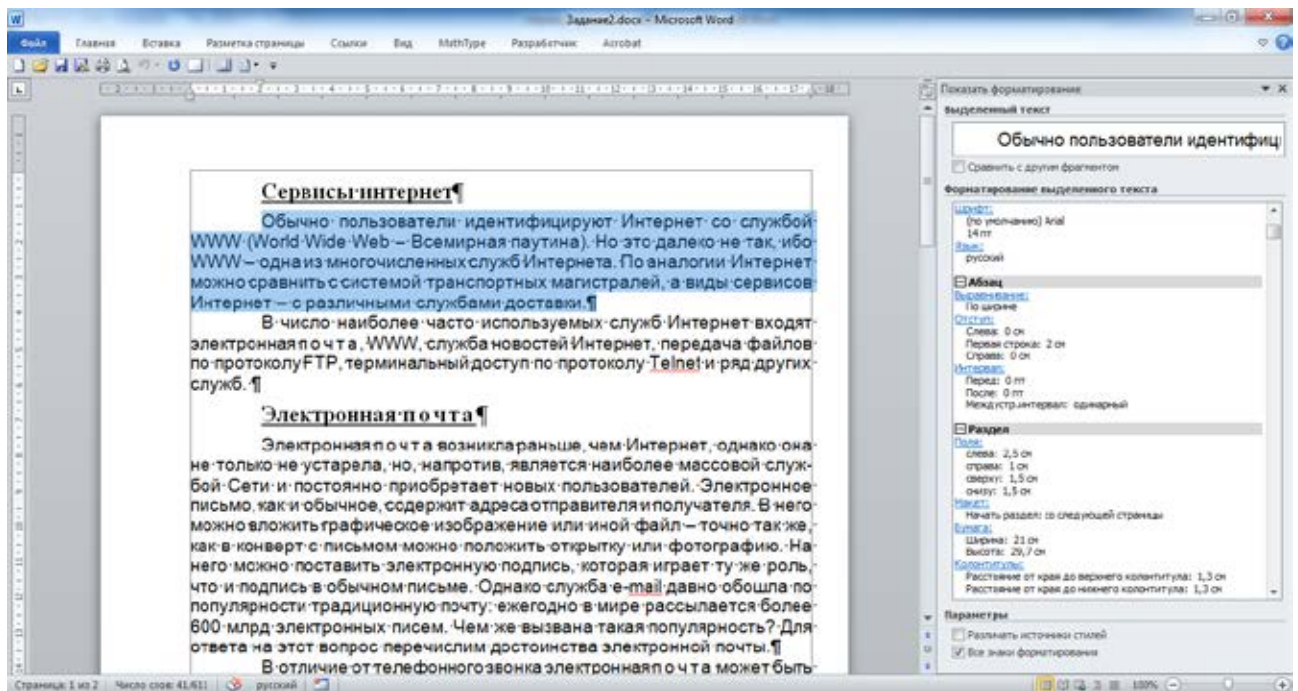 Задание2.docx - Microsoft Word
Файл Главная Вставка Разметка страницы Ссылки Вид MathType Разработчик Acrobat
Сервисы интернет¶
Обычно пользователи идентифицируют Интернет со службой
WWW (World Wide Web – Всемирная паутина). Но это далеко не так, ибо
WWW – одна из многочисленных служб Интернета. По аналогии Интернет
можно сравнить с системой транспортных магистралей, а виды сервисов
Интернет – с различными службами доставки.¶
В число наиболее часто используемых служб Интернет входят
электронная почта, WWW, служба новостей Интернет, передача файлов
по протоколу FTP, терминальный доступ по протоколу Telnet и ряд других
служб. ¶
Электронная почта¶
Электронная почта возникла раньше, чем Интернет, однако она
не только не устарела, но, напротив, является наиболее массовой служ-
бой Сети и постоянно приобретает новых пользователей. Электронное
письмо, как и обычное, содержит адреса отправителя и получателя. В него
можно вложить графическое изображение или иной файл – точно так же,
как в конверт с письмом можно положить открытку или фотографию. На
него можно поставить электронную подпись, которая играет ту же роль,
что и подпись в обычном письме. Однако служба e-mail давно обошла по
популярности традиционную почту: ежегодно в мире рассылается более
600 млрд электронных писем. Чем же вызвана такая популярность? Для
ответа на этот вопрос перечислим достоинства электронной почты.¶
В отличие от телефонного звонка электронная почта может быть
Показать форматирование
Выделенный текст
Обычно пользователи идентифиц
Сравнить с другим фрагментом
Форматирование выделенного текста
Шрифт:
(по умолчанию) Arial
14 пт
Язык:
русский
Абзац
Выравнивание:
По ширине
Отступ:
Слева: 0 см
Первая строка: 2 см
Справа: 0 см
Интервал:
Перед: 0 пт
После: 0 пт
Междустр.интервал: одинарный
Раздел
Поля:
слева: 2,5 см
справа: 1 см
сверху: 1,5 см
снизу: 1,5 см
Макет:
Начать раздел: со следующей страницы
Бумага:
Ширина: 21 см
Высота: 29,7 см
Колонтитулы:
Расстояние от края до верхнего колонтитула: 1,3 см
Расстояние от края до нижнего колонтитула: 1,3 см
Параметры
Различать источники стилей
Все знаки форматирования
Страница: 1 из 2 Число слов: 41/611 русский 100%